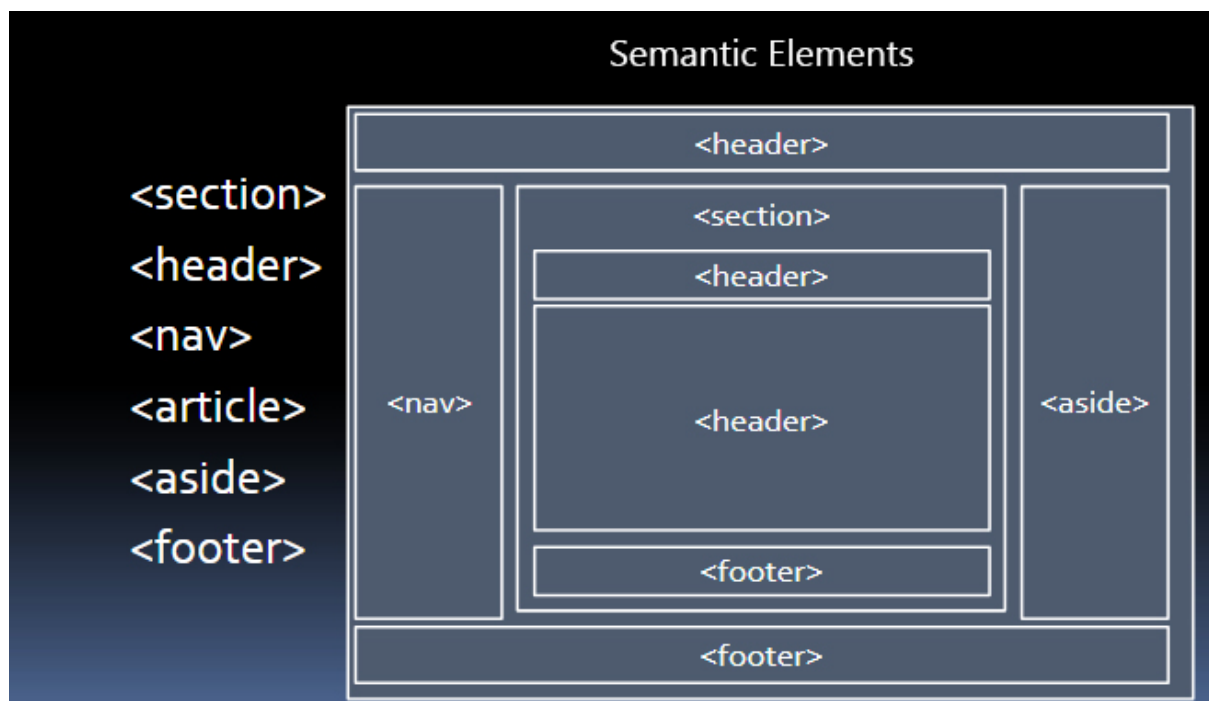 Semantic Elements
<section>
<header>
<nav>
<article>
<aside>
<footer>
<header>
<nav>
<section>
<header>
<header>
<footer>
<aside>
<footer>